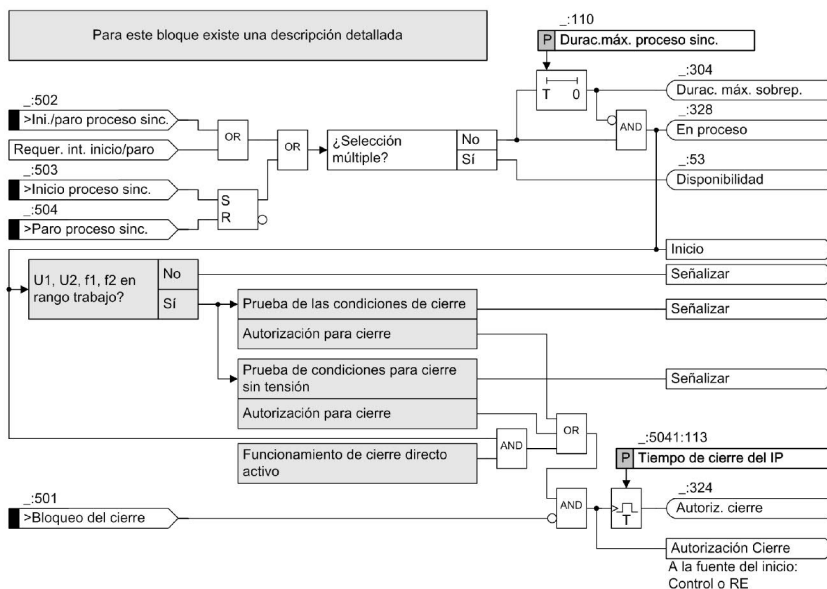 Para este bloque existe una descripción detallada
_:110
P Durac.máx. proceso sinc.
_:304
T 0
Durac. máx. sobrep.
_:502
>Ini./paro proceso sinc.
_:328
OR
AND
En proceso
Requer. int. inicio/paro
OR
¿Selección múltiple?
No
Sí
_:53
Disponibilidad
_:503
>Inicio proceso sinc.
S
R
_:504
>Paro proceso sinc.
Inicio
U1, U2, f1, f2 en
rango trabajo?
No
Sí
Señalizar
Prueba de las condiciones de cierre
Señalizar
Autorización para cierre
Prueba de condiciones para cierre
sin tensión
Señalizar
Autorización para cierre
OR
AND
Funcionamiento de cierre directo
activo
_:5041:113
P Tiempo de cierre del IP
_:501
>Bloqueo del cierre
AND
T
_:324
Autoriz. cierre
Autorización Cierre
A la fuente del inicio:
Control o RE